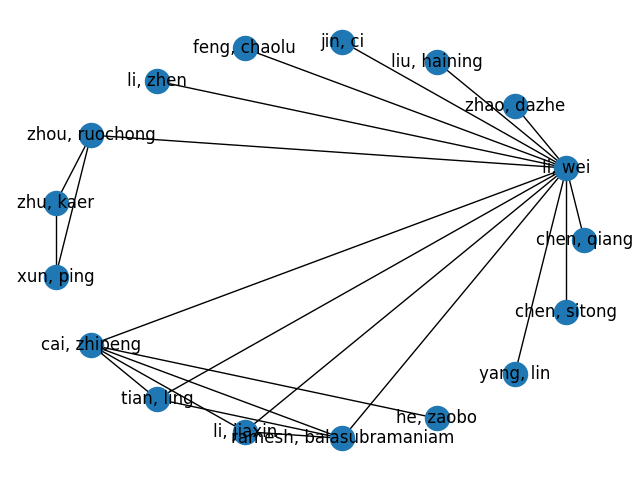 jin, ci
feng, chaolu
liu, haining
li, zhen
zhao, dazhe
zhou, ruochong
li, wei
zhu, kaer
chen, qiang
xun, ping
chen, sitong
cai, zhipeng
yang, lin
tian, ling
he, zaobo
li, jiaxin
ramesh, balasubramaniam